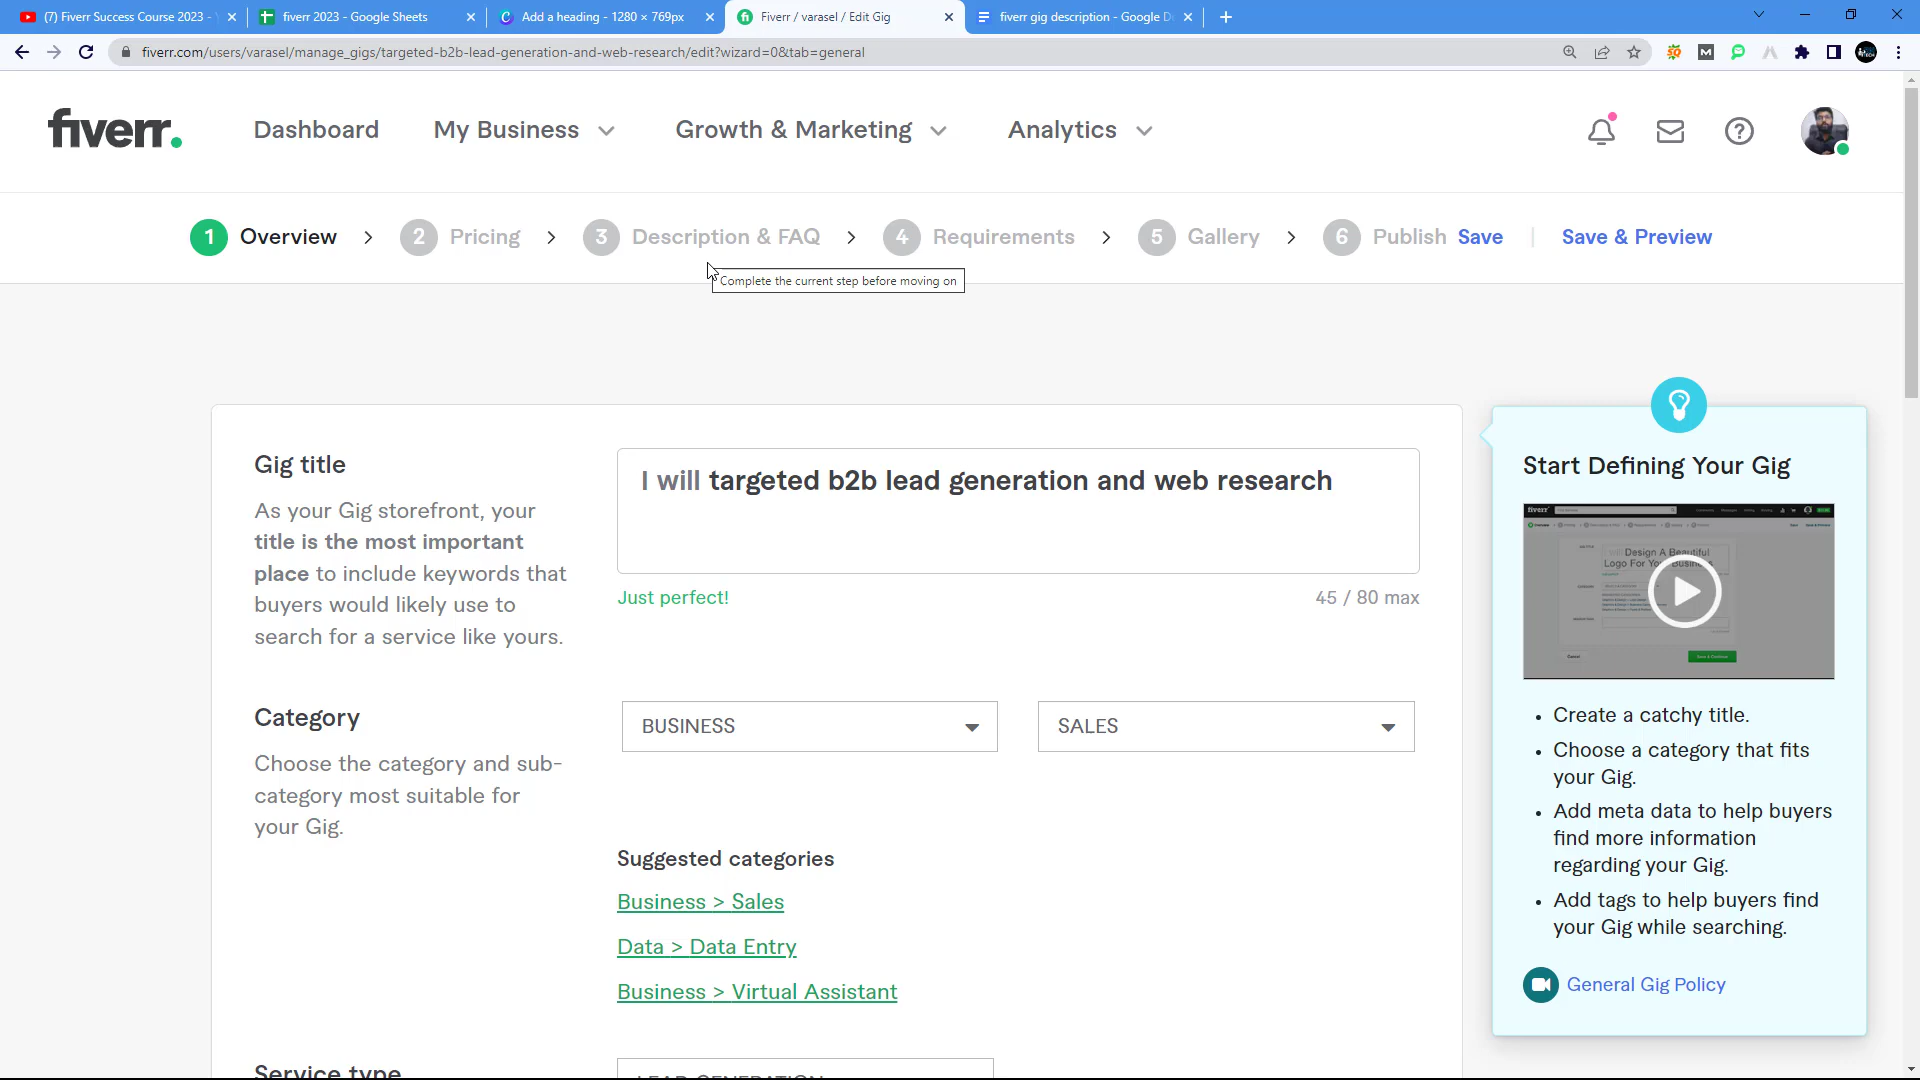 (7) Fiverr Success Course 2023 -
fiverr 2023 - Google Sheets
Add a heading - 1280 × 769px
Fiverr / varasel / Edit Gig
fiverr gig description - Google D
fiverr.com/users/varasel/manage_gigs/targeted-b2b-lead-generation-and-web-research/edit?wizard=0&tab=general
fiverr.
Dashboard
My Business
Growth & Marketing
Analytics
1 Overview
2 Pricing
3 Description & FAQ
4 Requirements
5 Gallery
6 Publish
Save
Save & Preview
Complete the current step before moving on
Gig title
As your Gig storefront, your
title is the most important
place to include keywords that
buyers would likely use to
search for a service like yours.
I will targeted b2b lead generation and web research
Just perfect!
45 / 80 max
Category
Choose the category and sub-
category most suitable for
your Gig.
BUSINESS
SALES
Suggested categories
Business > Sales
Data > Data Entry
Business > Virtual Assistant
Service type
LEAD GENERATION
Start Defining Your Gig
fiverr
Design A Beautiful
Logo For Your Business
• Create a catchy title.
• Choose a category that fits
your Gig.
• Add meta data to help buyers
find more information
regarding your Gig.
• Add tags to help buyers find
your Gig while searching.
General Gig Policy